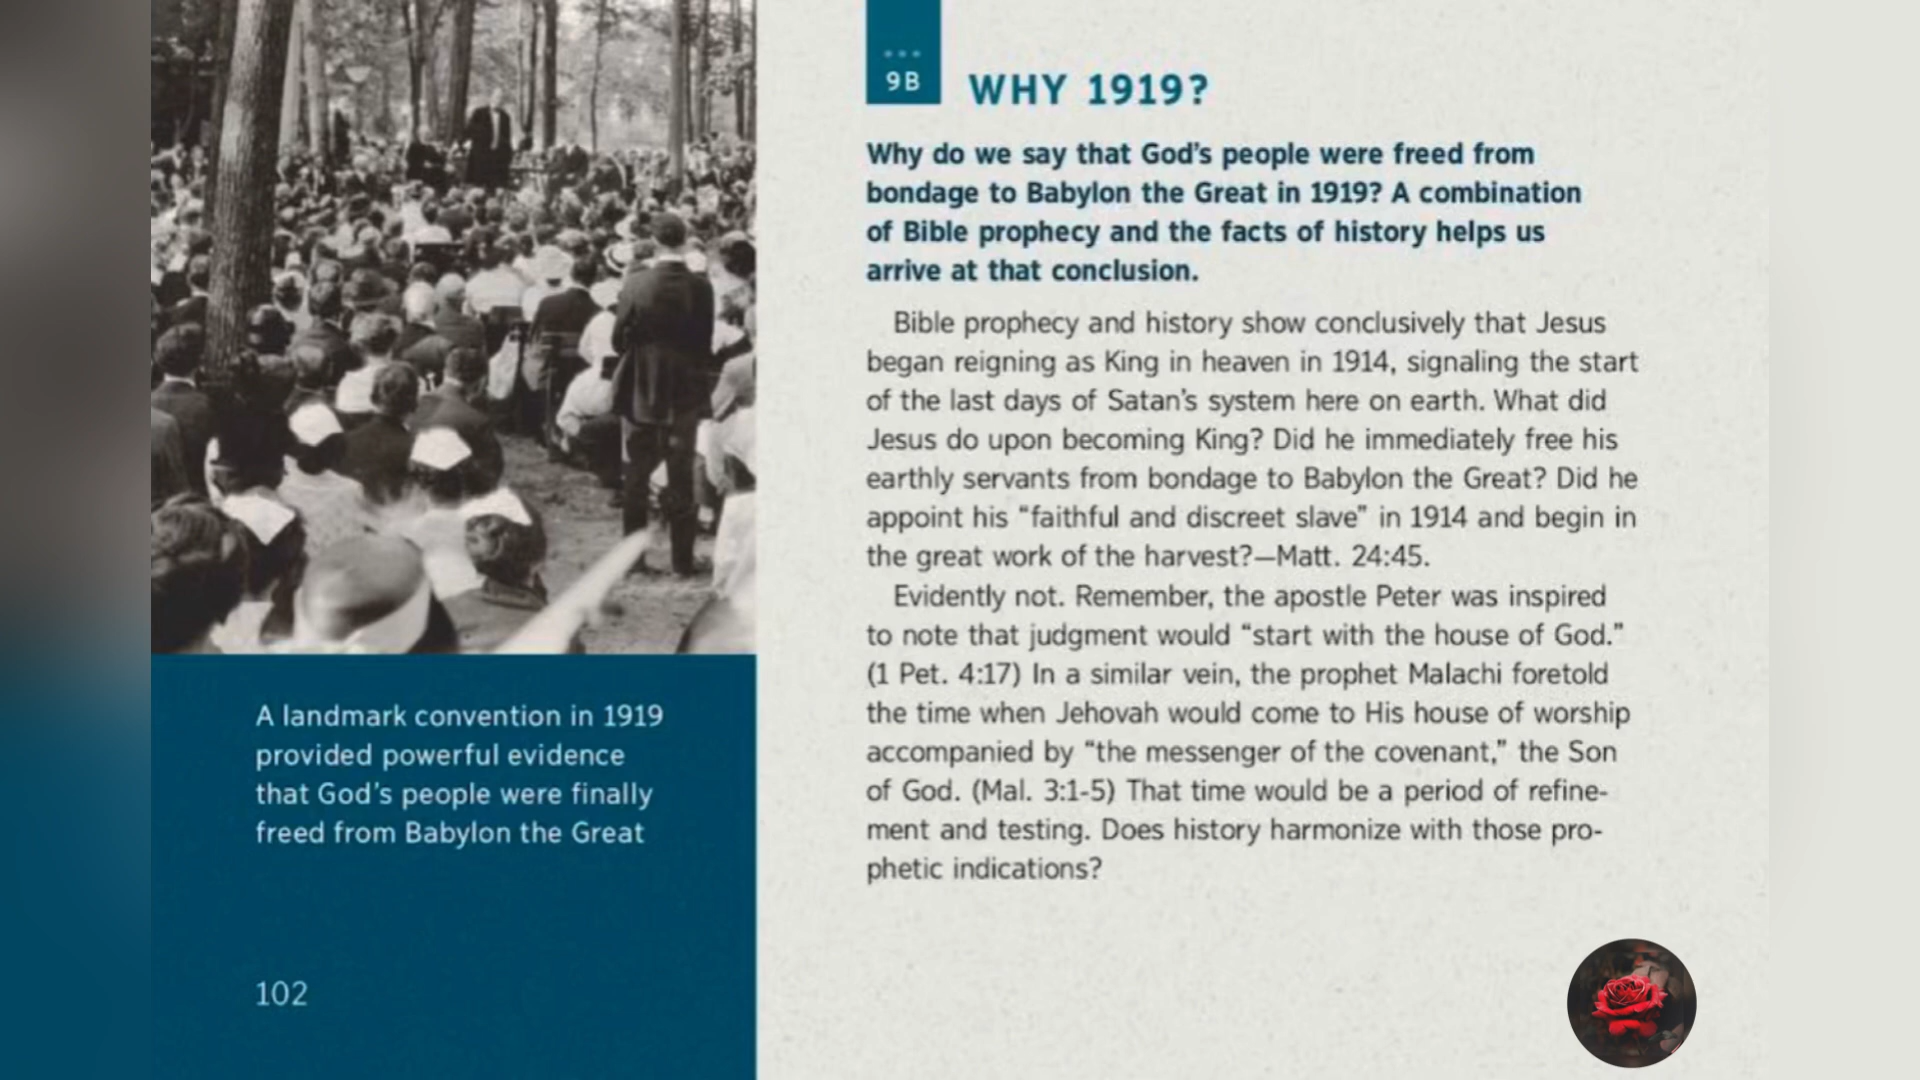 9B
WHY 1919?
Why do we say that God's people were freed from
bondage to Babylon the Great in 1919? A combination
of Bible prophecy and the facts of history helps us
arrive at that conclusion.
Bible prophecy and history show conclusively that Jesus
began reigning as King in heaven in 1914, signaling the start
of the last days of Satan's system here on earth. What did
Jesus do upon becoming King? Did he immediately free his
earthly servants from bondage to Babylon the Great? Did he
appoint his “faithful and discreet slave” in 1914 and begin in
the great work of the harvest?—Matt. 24:45.
Evidently not. Remember, the apostle Peter was inspired
to note that judgment would “start with the house of God.”
(1 Pet. 4:17) In a similar vein, the prophet Malachi foretold
the time when Jehovah would come to His house of worship
accompanied by “the messenger of the covenant,” the Son
of God. (Mal. 3:1-5) That time would be a period of refine-
ment and testing. Does history harmonize with those pro-
phetic indications?
A landmark convention in 1919
provided powerful evidence
that God's people were finally
freed from Babylon the Great
102